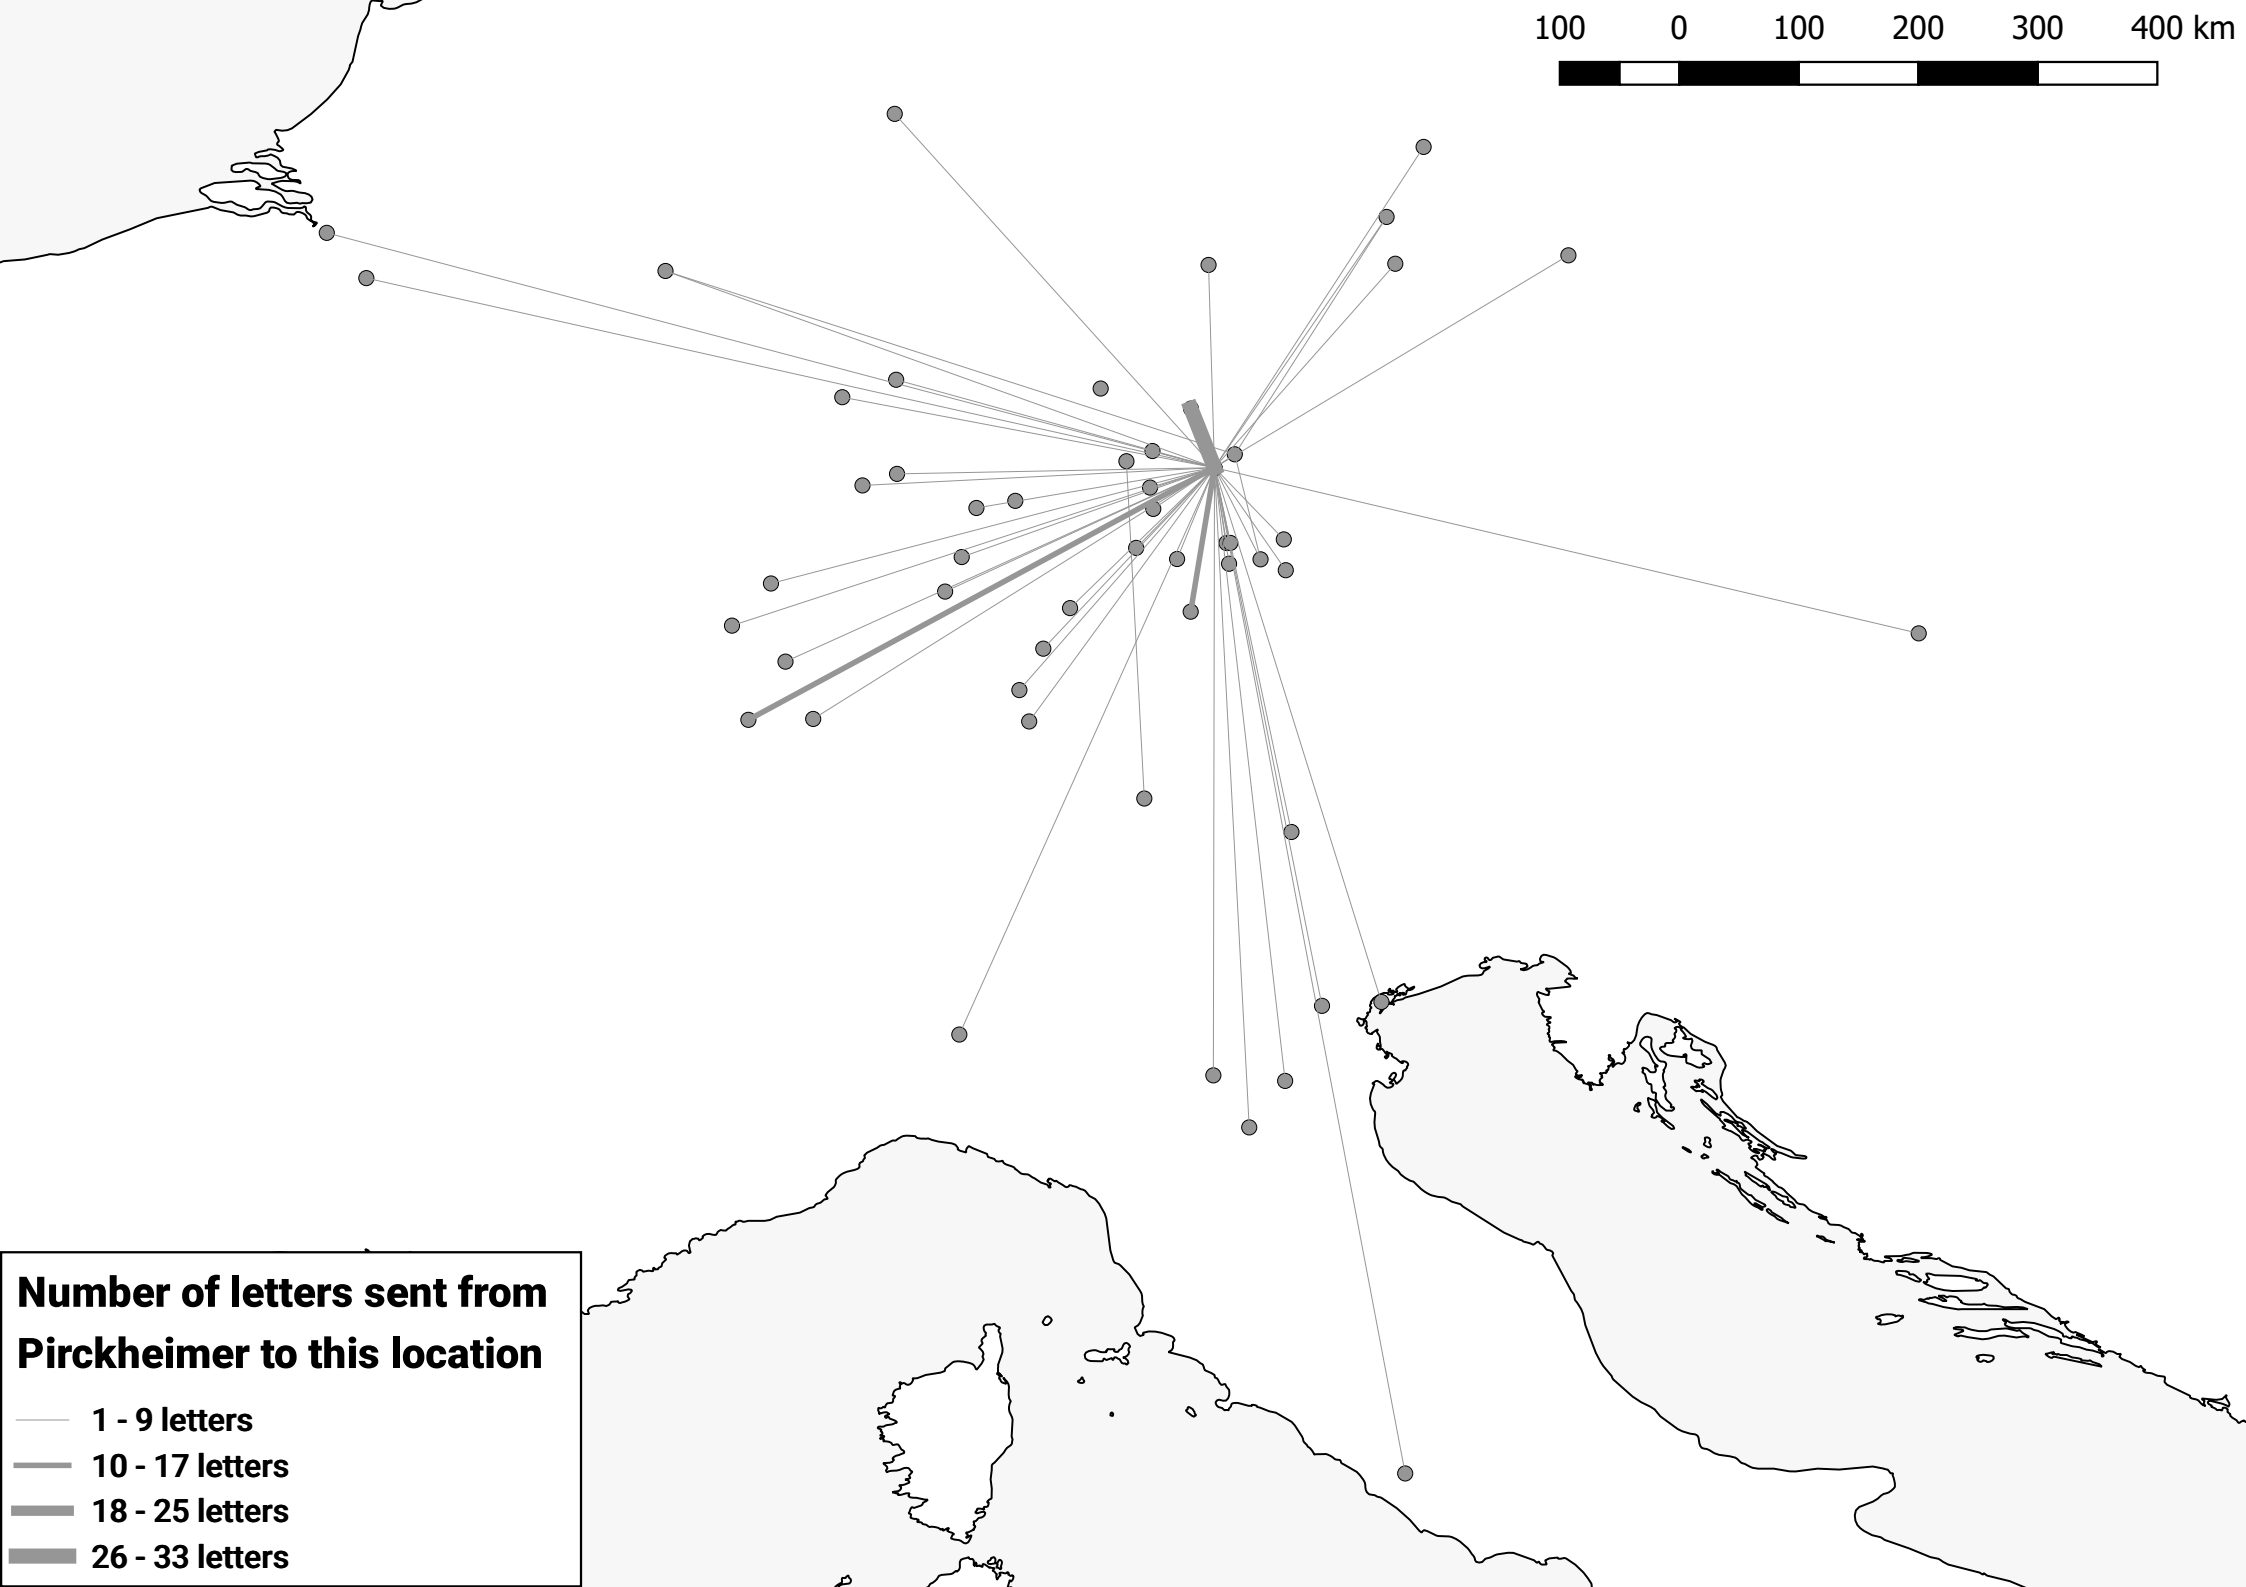 100 0 100 200 300 400 km
Number of letters sent from
Pirckheimer to this location
1 - 9 letters
10 - 17 letters
18 - 25 letters
26 - 33 letters